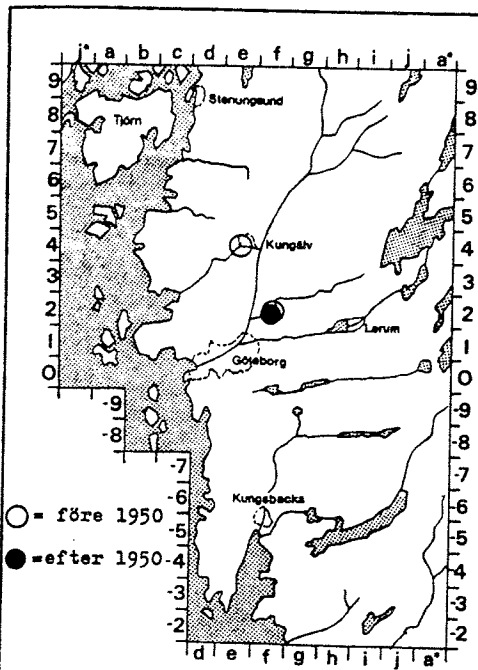 j* a b c d e f g h i j a*
9 9
8 8
7 7
6 6
5 5
4 4
3 3
2 2
1 1
0 0
-9 -9
-8 -8
-7 -7
-6 -6
-5 -5
-4 -4
-3 -3
-2 -2
d e f g h i j a*
Stenungsund
Tjörn
Kungälv
Lerum
Göteborg
Kungsbacka
○ = före 1950
● =efter 1950